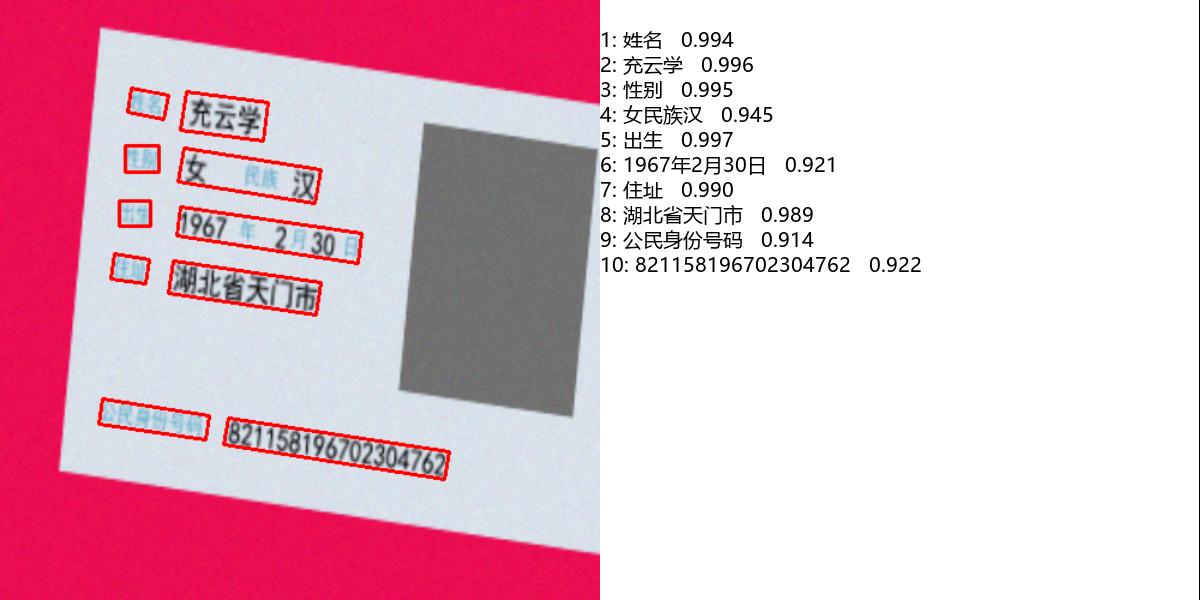 姓名 充云学
性别 女 民族 汉
出生 1967 年 2 月 30 日
住址 湖北省天门市
公民身份号码 821158196702304762
1: 姓名 0.994
2: 充云学 0.996
3: 性别 0.995
4: 女民族汉 0.945
5: 出生 0.997
6: 1967年2月30日 0.921
7: 住址 0.990
8: 湖北省天门市 0.989
9: 公民身份号码 0.914
10: 821158196702304762 0.922